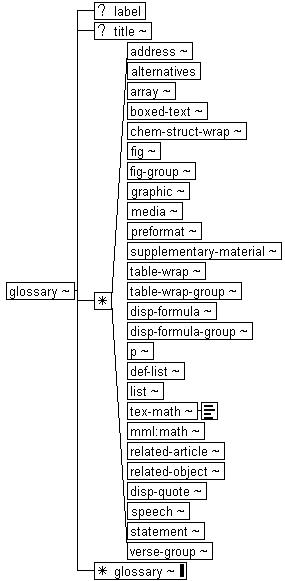 ? label
? title ~
address ~
alternatives
array ~
boxed-text ~
chem-struct-wrap ~
fig ~
fig-group ~
graphic ~
media ~
preformat ~
supplementary-material ~
table-wrap ~
glossary ~
* table-wrap-group ~
disp-formula ~
disp-formula-group ~
p ~
def-list ~
list ~
tex-math ~
mml:math ~
related-article ~
related-object ~
disp-quote ~
speech ~
statement ~
verse-group ~
* glossary ~